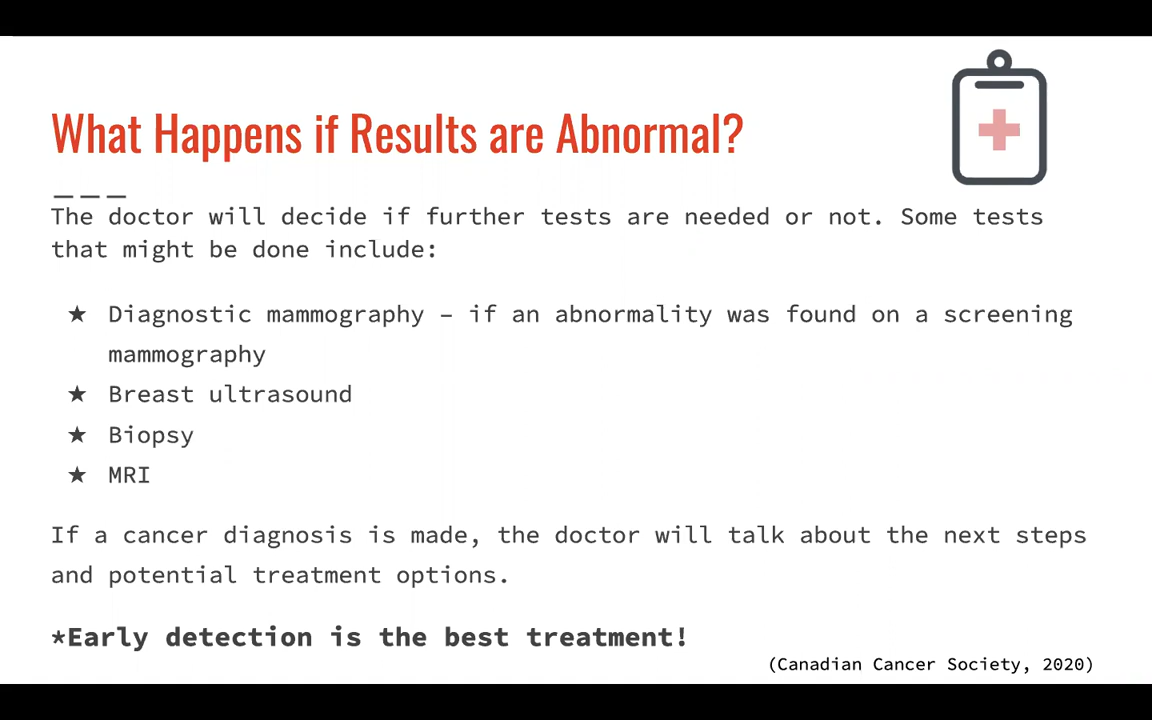 What Happens if Results are Abnormal?
The doctor will decide if further tests are needed or not. Some tests
that might be done include:
★ Diagnostic mammography – if an abnormality was found on a screening
mammography
★ Breast ultrasound
★ Biopsy
★ MRI
If a cancer diagnosis is made, the doctor will talk about the next steps
and potential treatment options.
*Early detection is the best treatment!
(Canadian Cancer Society, 2020)